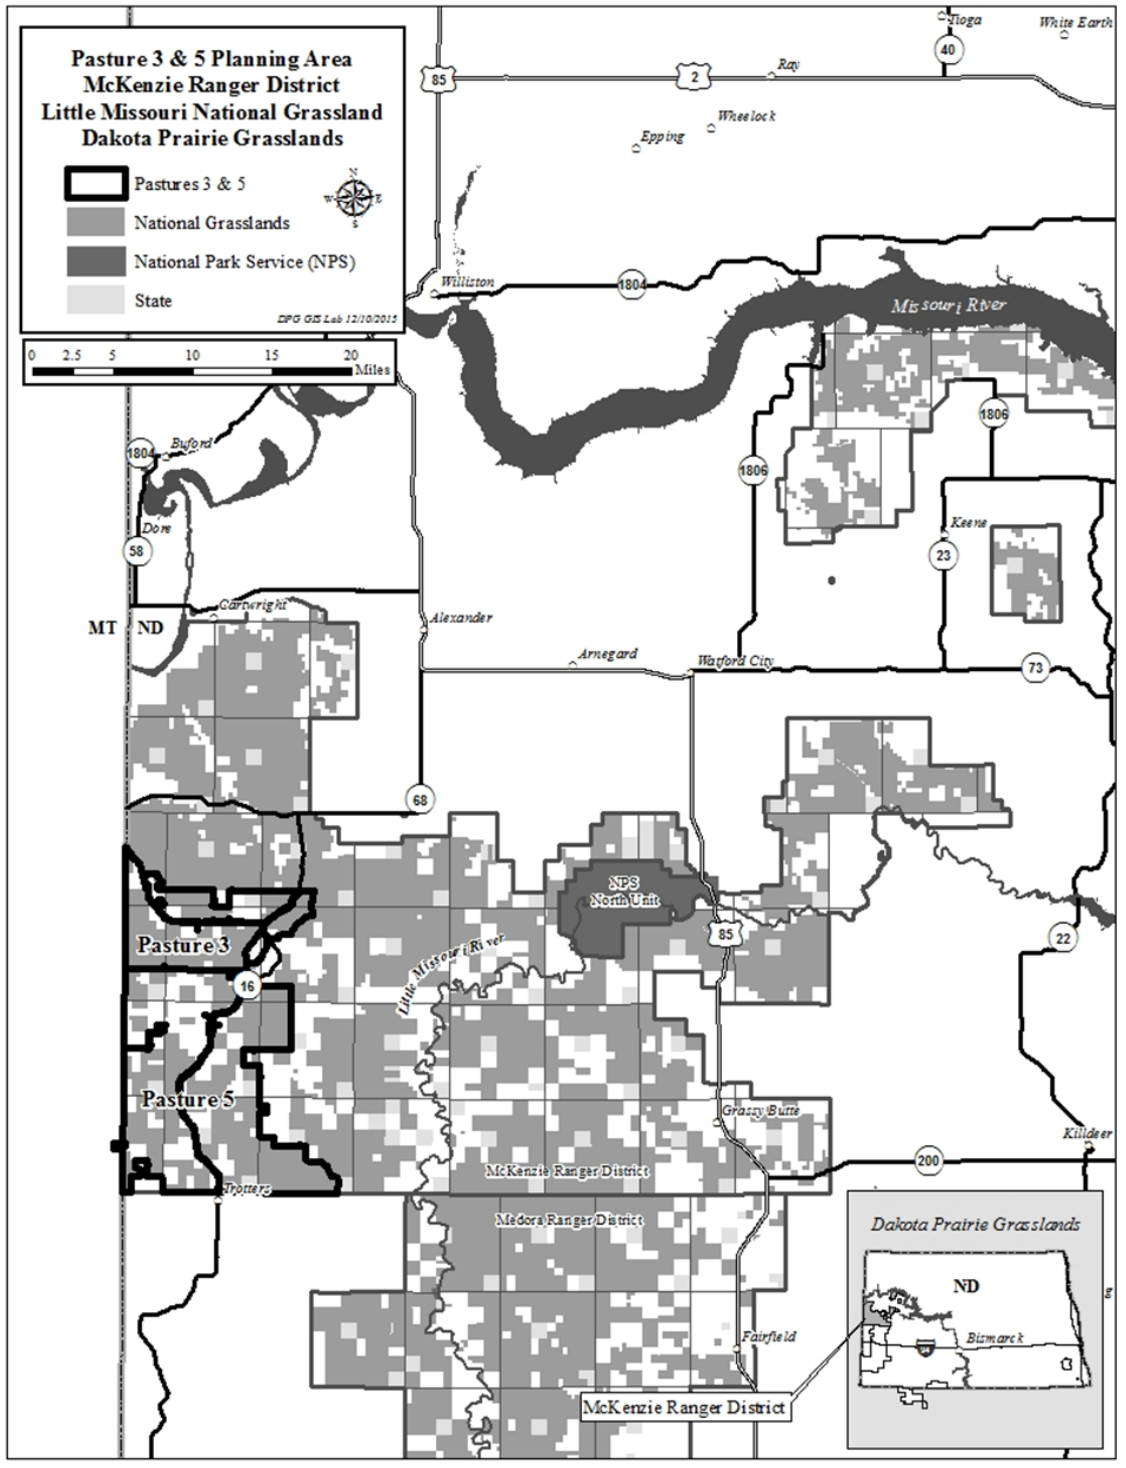 Pasture 3 & 5 Planning Area
McKenzie Ranger District
Little Missouri National Grassland
Dakota Prairie Grasslands
Pastures 3 & 5
National Grasslands
National Park Service (NPS)
State
N
W E
S
DPG GIS Lab 12/10/2015
0 2.5 5 10 15 20
Miles
Tioga
White Earth
40
85
2
Ray
Wheelock
Epping
Williston
1804
Missouri River
1806
1806
1804
Buford
Dore
58
Keene
23
Cartwright
MT ND
Alexander
Arnegard
Watford City
73
68
NPS
North Unit
85
22
Pasture 3
Little Missouri River
16
Pasture 5
Grassy Butte
Killdeer
200
McKenzie Ranger District
Trotters
Medora Ranger District
Fairfield
McKenzie Ranger District
Dakota Prairie Grasslands
ND
Bismarck
94